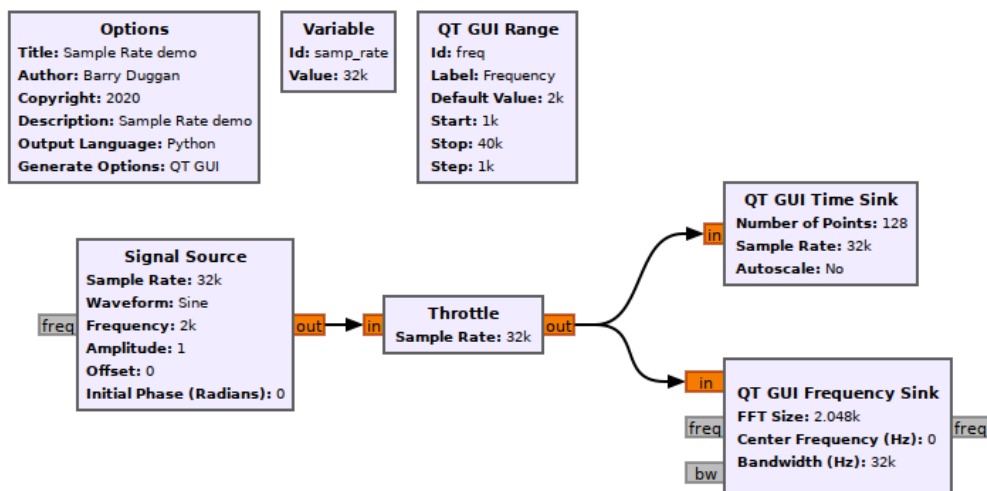 Options
Title: Sample Rate demo
Author: Barry Duggan
Copyright: 2020
Description: Sample Rate demo
Output Language: Python
Generate Options: QT GUI
Variable
Id: samp_rate
Value: 32k
QT GUI Range
Id: freq
Label: Frequency
Default Value: 2k
Start: 1k
Stop: 40k
Step: 1k
freq
Signal Source
Sample Rate: 32k
Waveform: Sine
Frequency: 2k
Amplitude: 1
Offset: 0
Initial Phase (Radians): 0
out
in
Throttle
Sample Rate: 32k
out
in
QT GUI Time Sink
Number of Points: 128
Sample Rate: 32k
Autoscale: No
in
freq
bw
QT GUI Frequency Sink
FFT Size: 2.048k
Center Frequency (Hz): 0
Bandwidth (Hz): 32k
freq